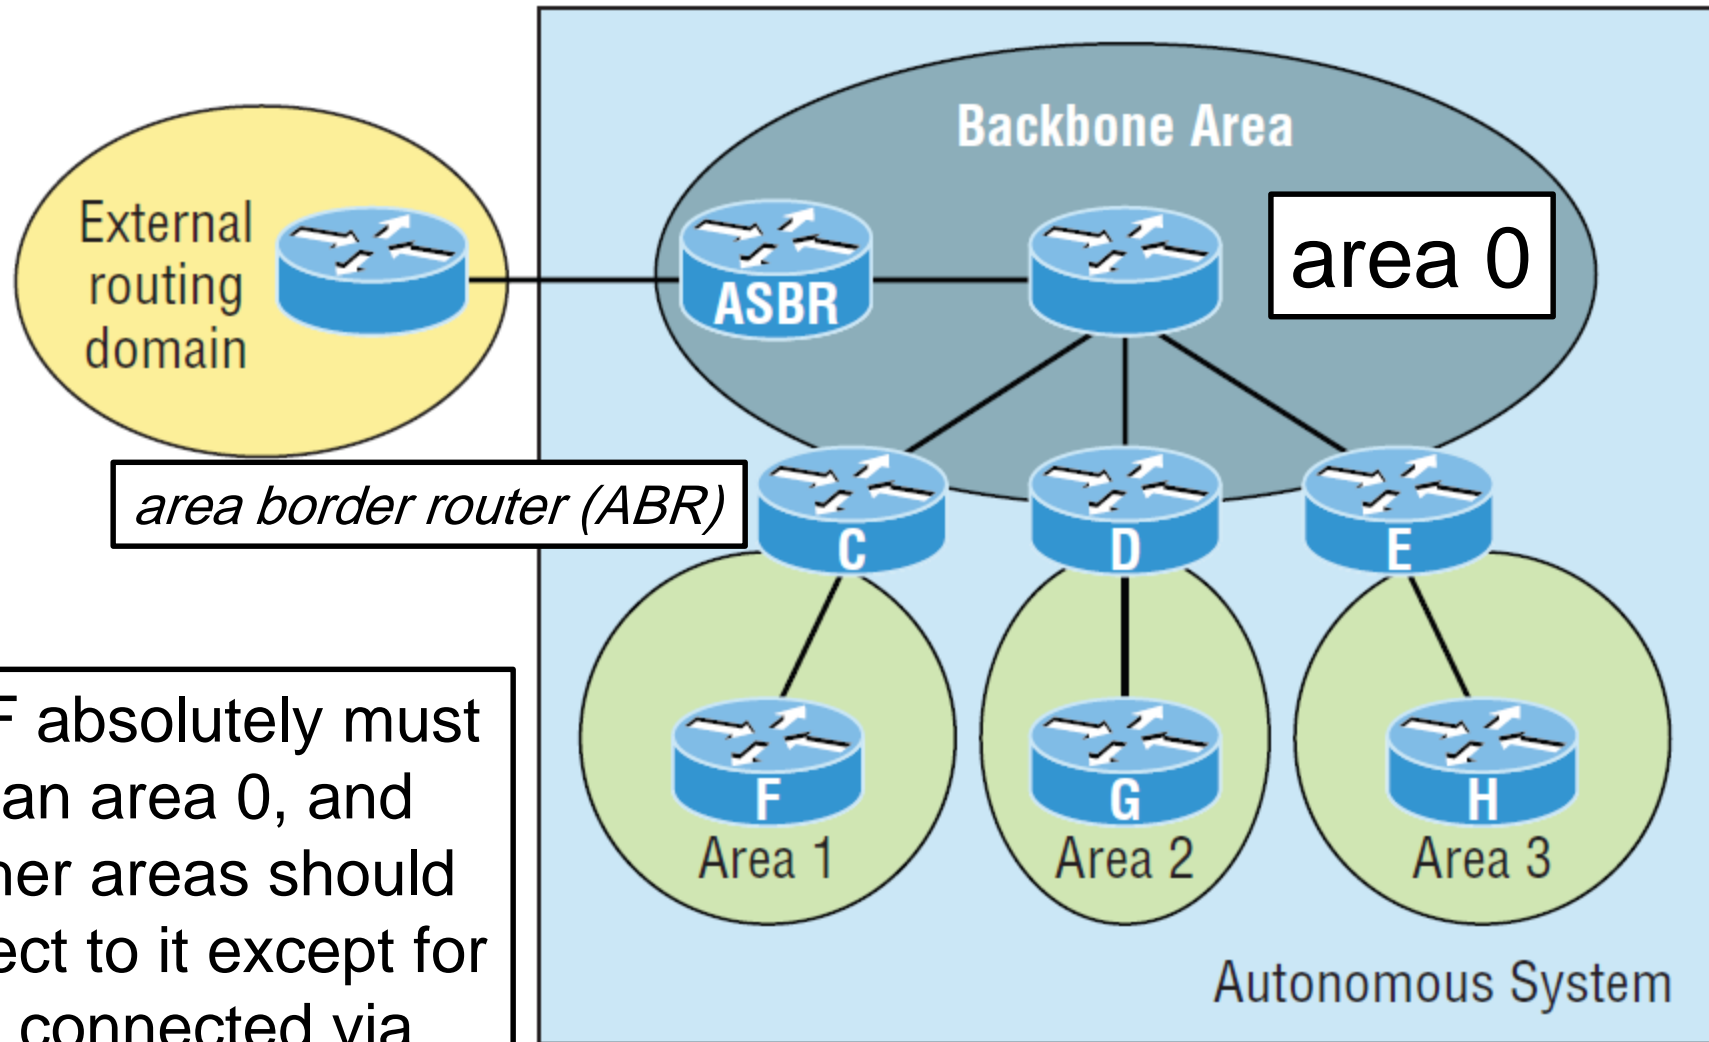 Backbone Area
External
routing
domain
ASBR
area 0
area border router (ABR)
C
D
E
F absolutely must
an area 0, and
ner areas should
ect to it except for
connected via
F
G
H
Area 1
Area 2
Area 3
Autonomous System